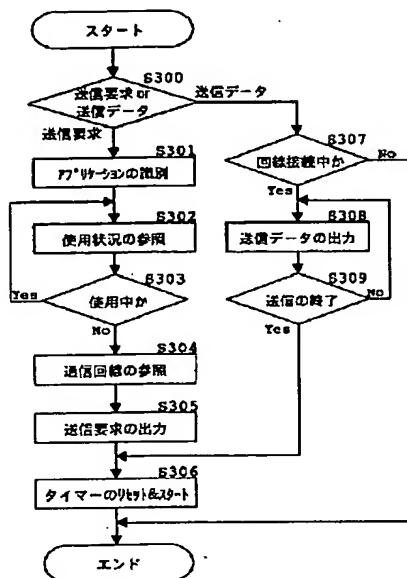 スタート
S300
送信要求 or
送信データ
送信データ
送信要求
S307
回線接続中か
No
Yes
S301
アプリケーションの識別
S302
使用状況の参照
S308
送信データの出力
S303
使用中か
Yes
No
S309
送信の終了
No
Yes
S304
通信回線の参照
S305
送信要求の出力
S306
タイマーのリセット&スタート
エンド